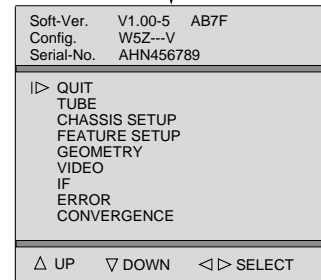 Soft-Ver. V1.00-5 AB7F
Config. W5Z---V
Serial-No. AHN456789
QUIT
TUBE
CHASSIS SETUP
FEATURE SETUP
GEOMETRY
VIDEO
IF
ERROR
CONVERGENCE
△ UP ▽ DOWN ◁ ▷ SELECT